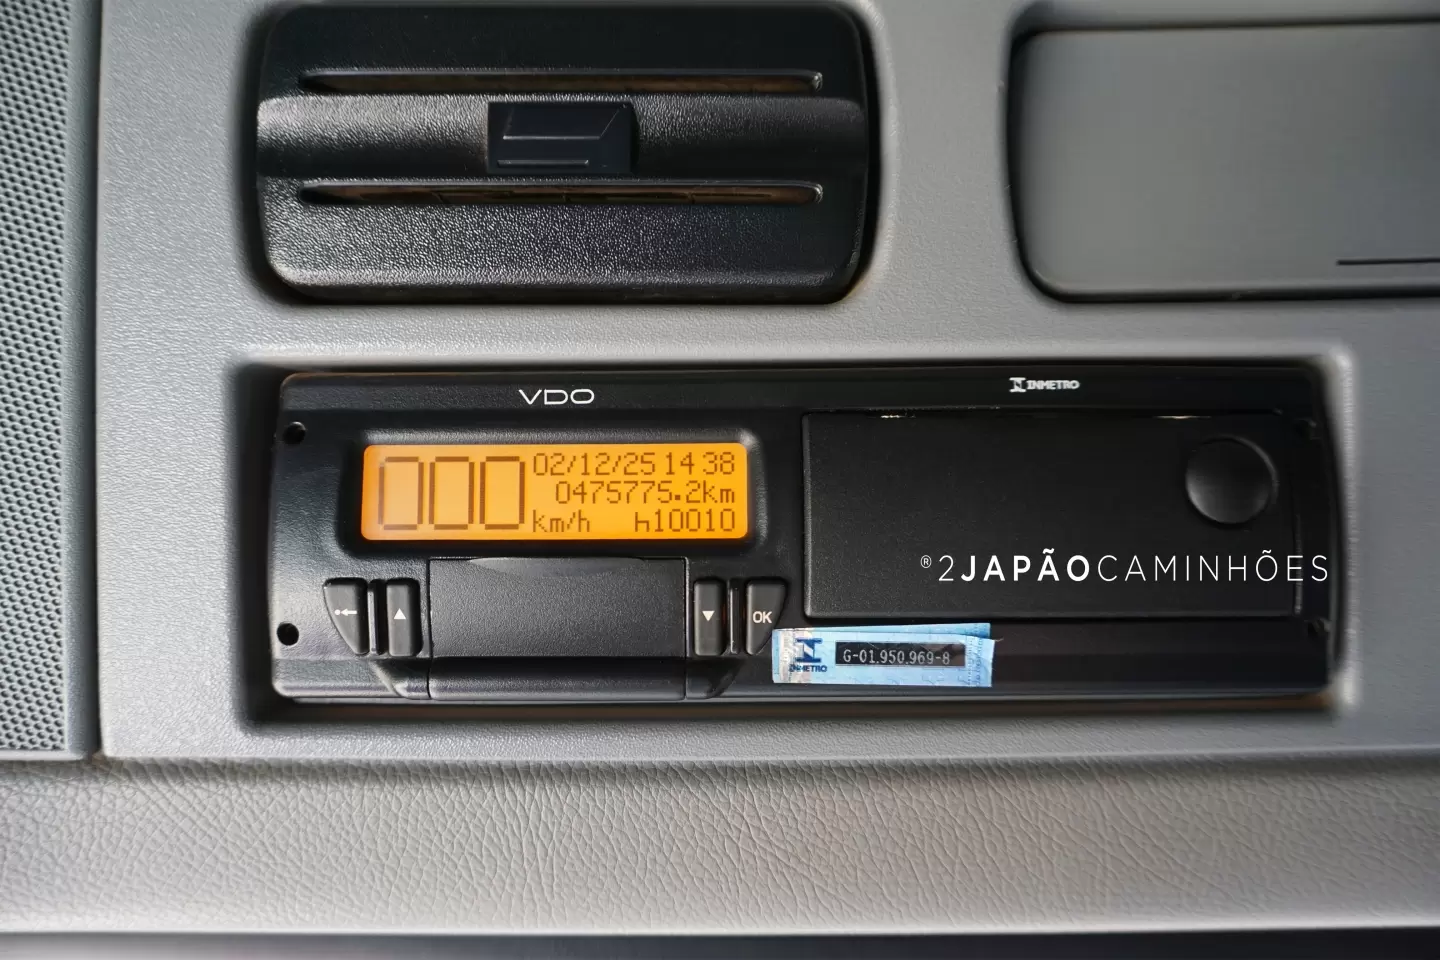 VDO
INMETRO
000
02/12/25 14 38
0475775.2km
km/h h10010
OK
®2JAPÃOCAMINHÕES
INMETRO
G-01.950.969-8